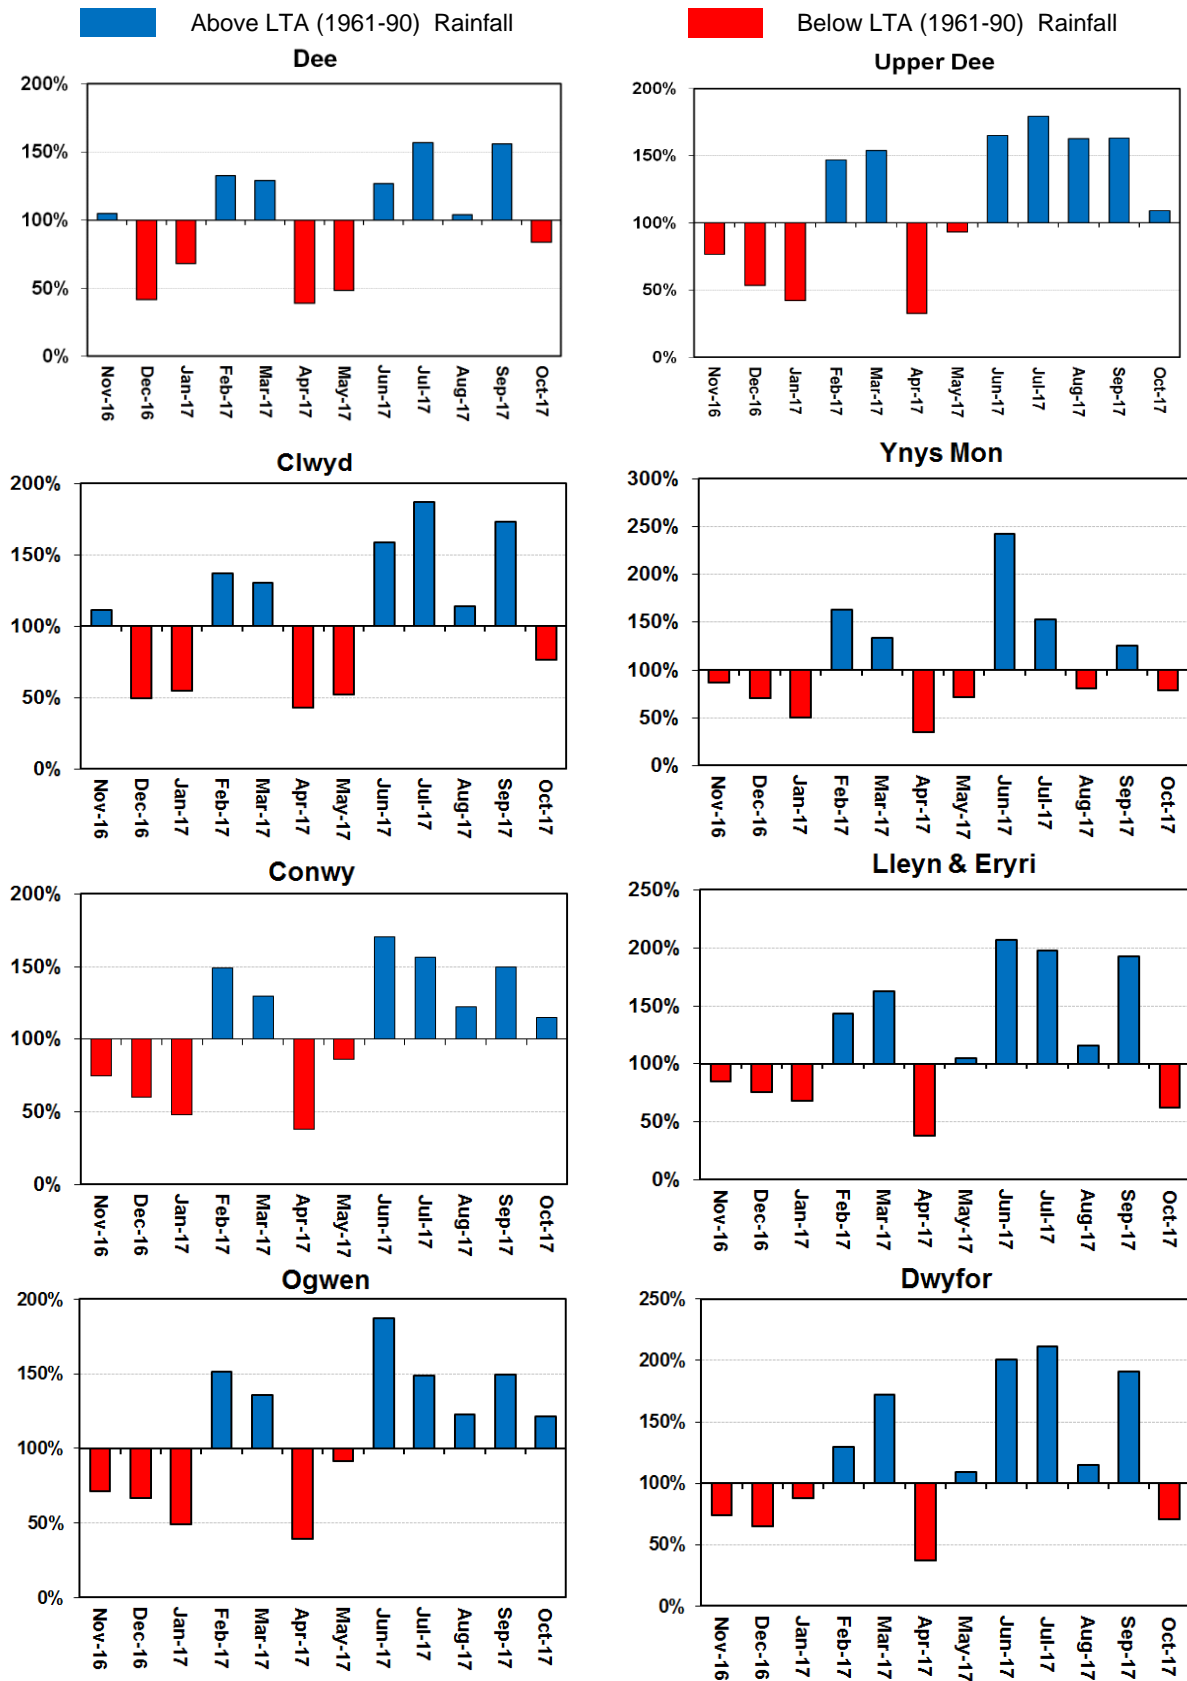 Above LTA (1961-90) Rainfall
Below LTA (1961-90) Rainfall
Dee
200%
150%
100%
50%
0%
Nov-16
Dec-16
Jan-17
Feb-17
Mar-17
Apr-17
May-17
Jun-17
Jul-17
Aug-17
Sep-17
Oct-17
Upper Dee
200%
150%
100%
50%
0%
Nov-16
Dec-16
Jan-17
Feb-17
Mar-17
Apr-17
May-17
Jun-17
Jul-17
Aug-17
Sep-17
Oct-17
Clwyd
200%
150%
100%
50%
0%
Nov-16
Dec-16
Jan-17
Feb-17
Mar-17
Apr-17
May-17
Jun-17
Jul-17
Aug-17
Sep-17
Oct-17
Ynys Mon
300%
250%
200%
150%
100%
50%
0%
Nov-16
Dec-16
Jan-17
Feb-17
Mar-17
Apr-17
May-17
Jun-17
Jul-17
Aug-17
Sep-17
Oct-17
Conwy
200%
150%
100%
50%
0%
Nov-16
Dec-16
Jan-17
Feb-17
Mar-17
Apr-17
May-17
Jun-17
Jul-17
Aug-17
Sep-17
Oct-17
Lleyn & Eryri
250%
200%
150%
100%
50%
0%
Nov-16
Dec-16
Jan-17
Feb-17
Mar-17
Apr-17
May-17
Jun-17
Jul-17
Aug-17
Sep-17
Oct-17
Ogwen
200%
150%
100%
50%
0%
Nov-16
Dec-16
Jan-17
Feb-17
Mar-17
Apr-17
May-17
Jun-17
Jul-17
Aug-17
Sep-17
Oct-17
Dwyfor
250%
200%
150%
100%
50%
0%
Nov-16
Dec-16
Jan-17
Feb-17
Mar-17
Apr-17
May-17
Jun-17
Jul-17
Aug-17
Sep-17
Oct-17